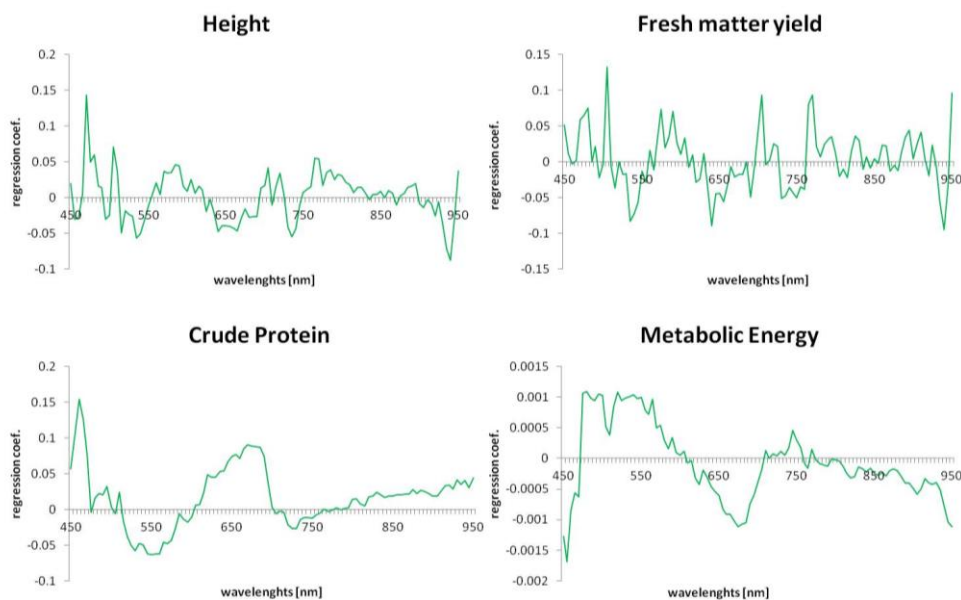 Height
0.2
0.15
0.1
0.05
0
-0.05
-0.1
450 550 650 750 850 950
regression coef.
wavelenghts [nm]
Fresh matter yield
0.15
0.1
0.05
0
-0.05
-0.1
-0.15
450 550 650 750 850 950
regression coef.
wavelenghts [nm]
Crude Protein
0.2
0.15
0.1
0.05
0
-0.05
-0.1
450 550 650 750 850 950
regression coef.
wavelenghts [nm]
Metabolic Energy
0.0015
0.001
0.0005
0
-0.0005
-0.001
-0.0015
-0.002
450 550 650 750 850 950
regression coef.
wavelenghts [nm]